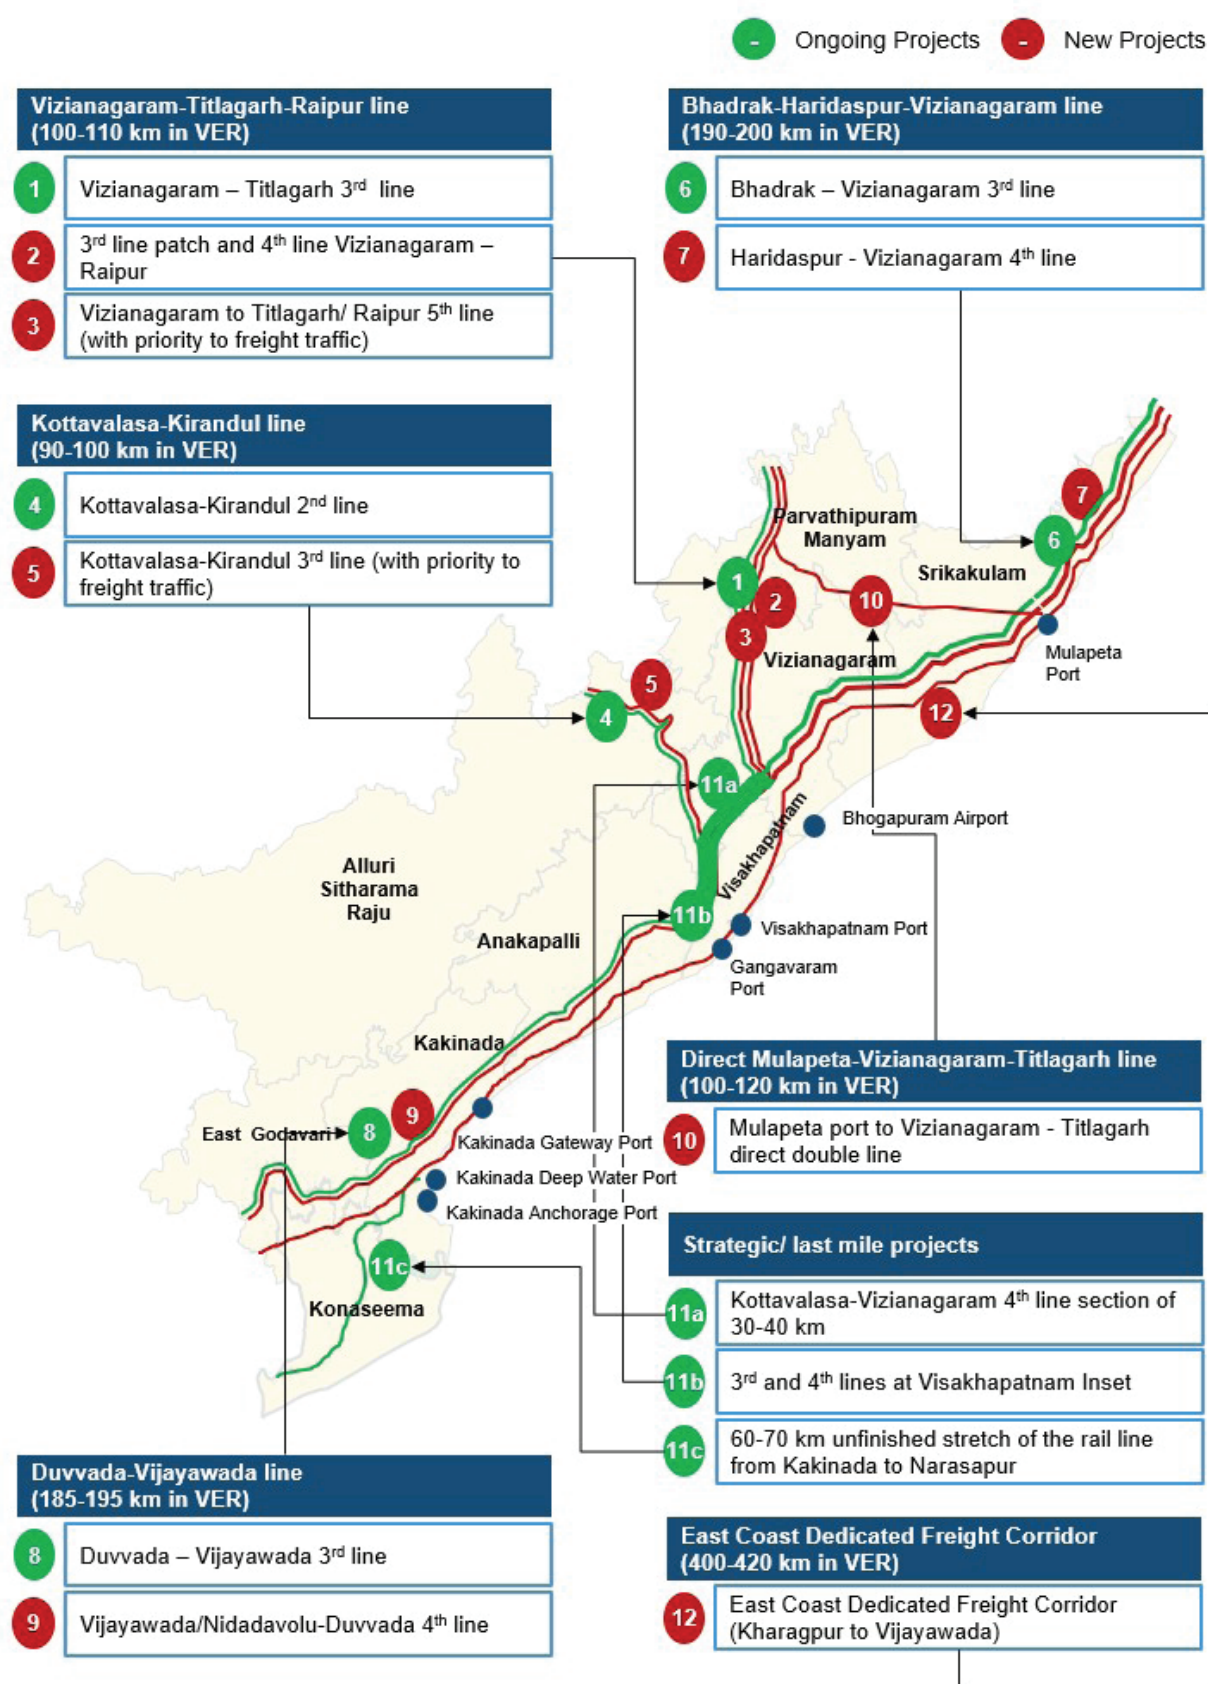 - Ongoing Projects - New Projects
Vizianagaram-Titlagarh-Raipur line
(100-110 km in VER)
1 Vizianagaram – Titlagarh 3rd line
2 3rd line patch and 4th line Vizianagaram –
Raipur
3 Vizianagaram to Titlagarh/ Raipur 5th line
(with priority to freight traffic)
Bhadrak-Haridaspur-Vizianagaram line
(190-200 km in VER)
6 Bhadrak – Vizianagaram 3rd line
7 Haridaspur - Vizianagaram 4th line
Kottavalasa-Kirandul line
(90-100 km in VER)
4 Kottavalasa-Kirandul 2nd line
5 Kottavalasa-Kirandul 3rd line (with priority to
freight traffic)
7
Parvathipuram
Manyam
6
Srikakulam
1
2
10
3
Vizianagaram
Mulapeta
Port
5
4
12
11a
Visakhapatnam
Bhogapuram Airport
Alluri
Sitharama
Raju
11b
Visakhapatnam Port
Anakapalli
Gangavaram
Port
Kakinada
9
8
East Godavari
Kakinada Gateway Port
Kakinada Deep Water Port
Kakinada Anchorage Port
11c
Konaseema
Direct Mulapeta-Vizianagaram-Titlagarh line
(100-120 km in VER)
10 Mulapeta port to Vizianagaram - Titlagarh
direct double line
Strategic/ last mile projects
11a Kottavalasa-Vizianagaram 4th line section of
30-40 km
11b 3rd and 4th lines at Visakhapatnam Inset
11c 60-70 km unfinished stretch of the rail line
from Kakinada to Narasapur
Duvvada-Vijayawada line
(185-195 km in VER)
8 Duvvada – Vijayawada 3rd line
9 Vijayawada/Nidadavolu-Duvvada 4th line
East Coast Dedicated Freight Corridor
(400-420 km in VER)
12 East Coast Dedicated Freight Corridor
(Kharagpur to Vijayawada)